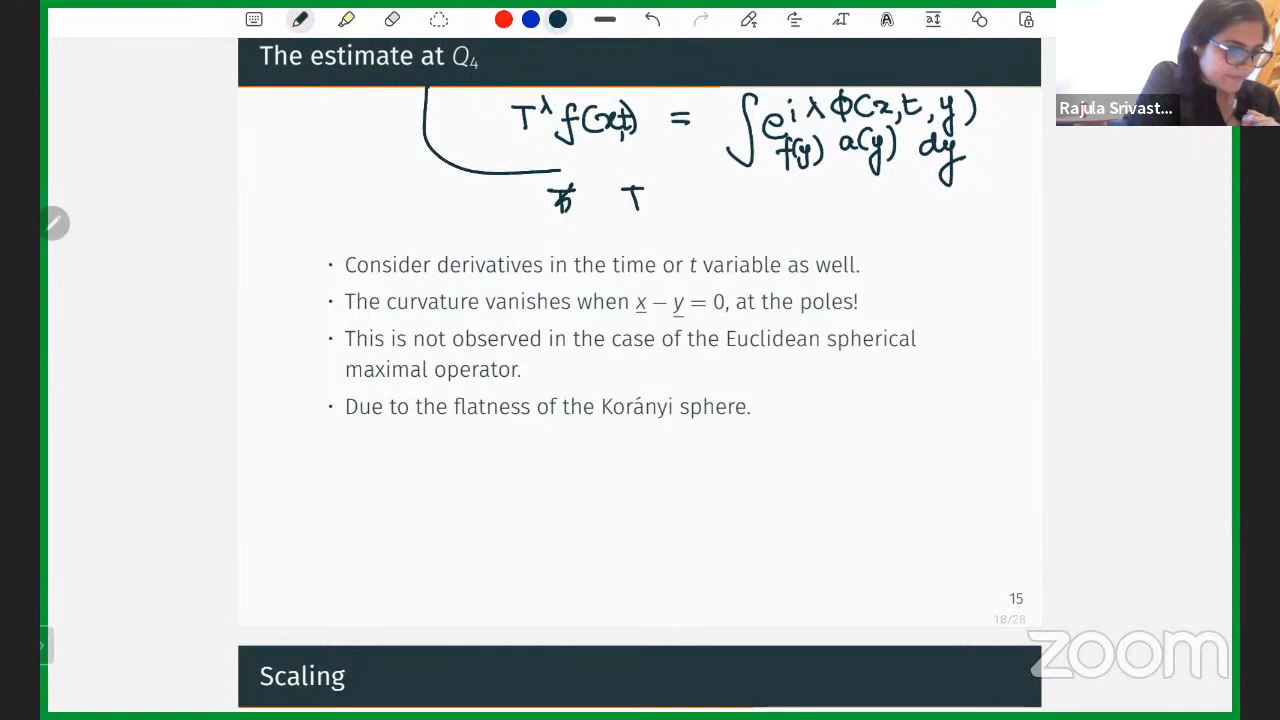 The estimate at Q₄
T^λ f(x,t) = ∫ e^{iλΦ(x,t,y)}
f(y) a(y) dy
T
• Consider derivatives in the time or t variable as well.
• The curvature vanishes when x̲ − y̲ = 0, at the poles!
• This is not observed in the case of the Euclidean spherical
maximal operator.
• Due to the flatness of the Korányi sphere.
15
18/28
Scaling
Rajula Srivast...
zoom